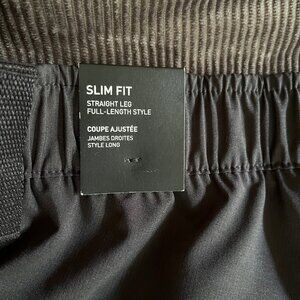 SLIM FIT
STRAIGHT LEG
FULL-LENGTH STYLE
COUPE AJUSTÉE
JAMBES DROITES
STYLE LONG